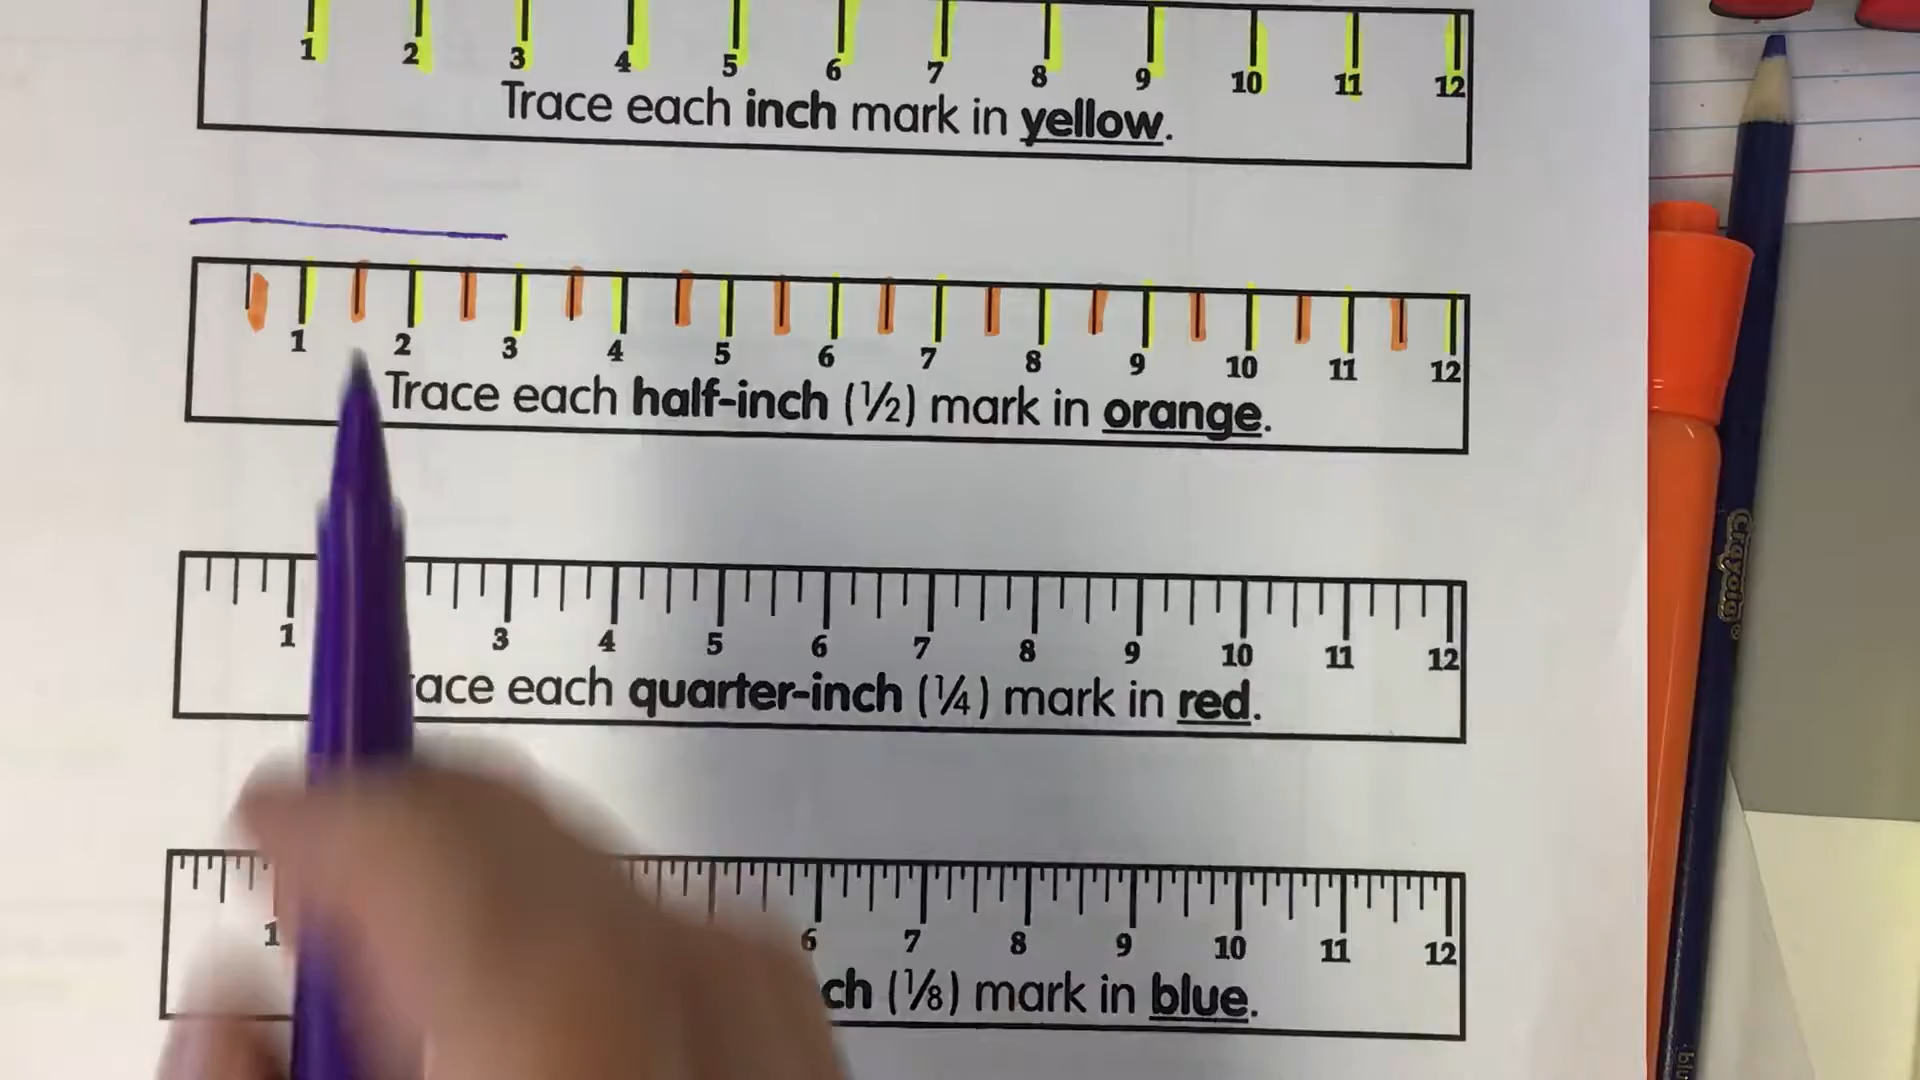 1 2 3 4 5 6 7 8 9 10 11 12
Trace each inch mark in yellow.
1 2 3 4 5 6 7 8 9 10 11 12
Trace each half-inch (½) mark in orange.
1 3 4 5 6 7 8 9 10 11 12
race each quarter-inch (¼) mark in red.
1 6 7 8 9 10 11 12
ch (⅛) mark in blue.
Crayola
blu